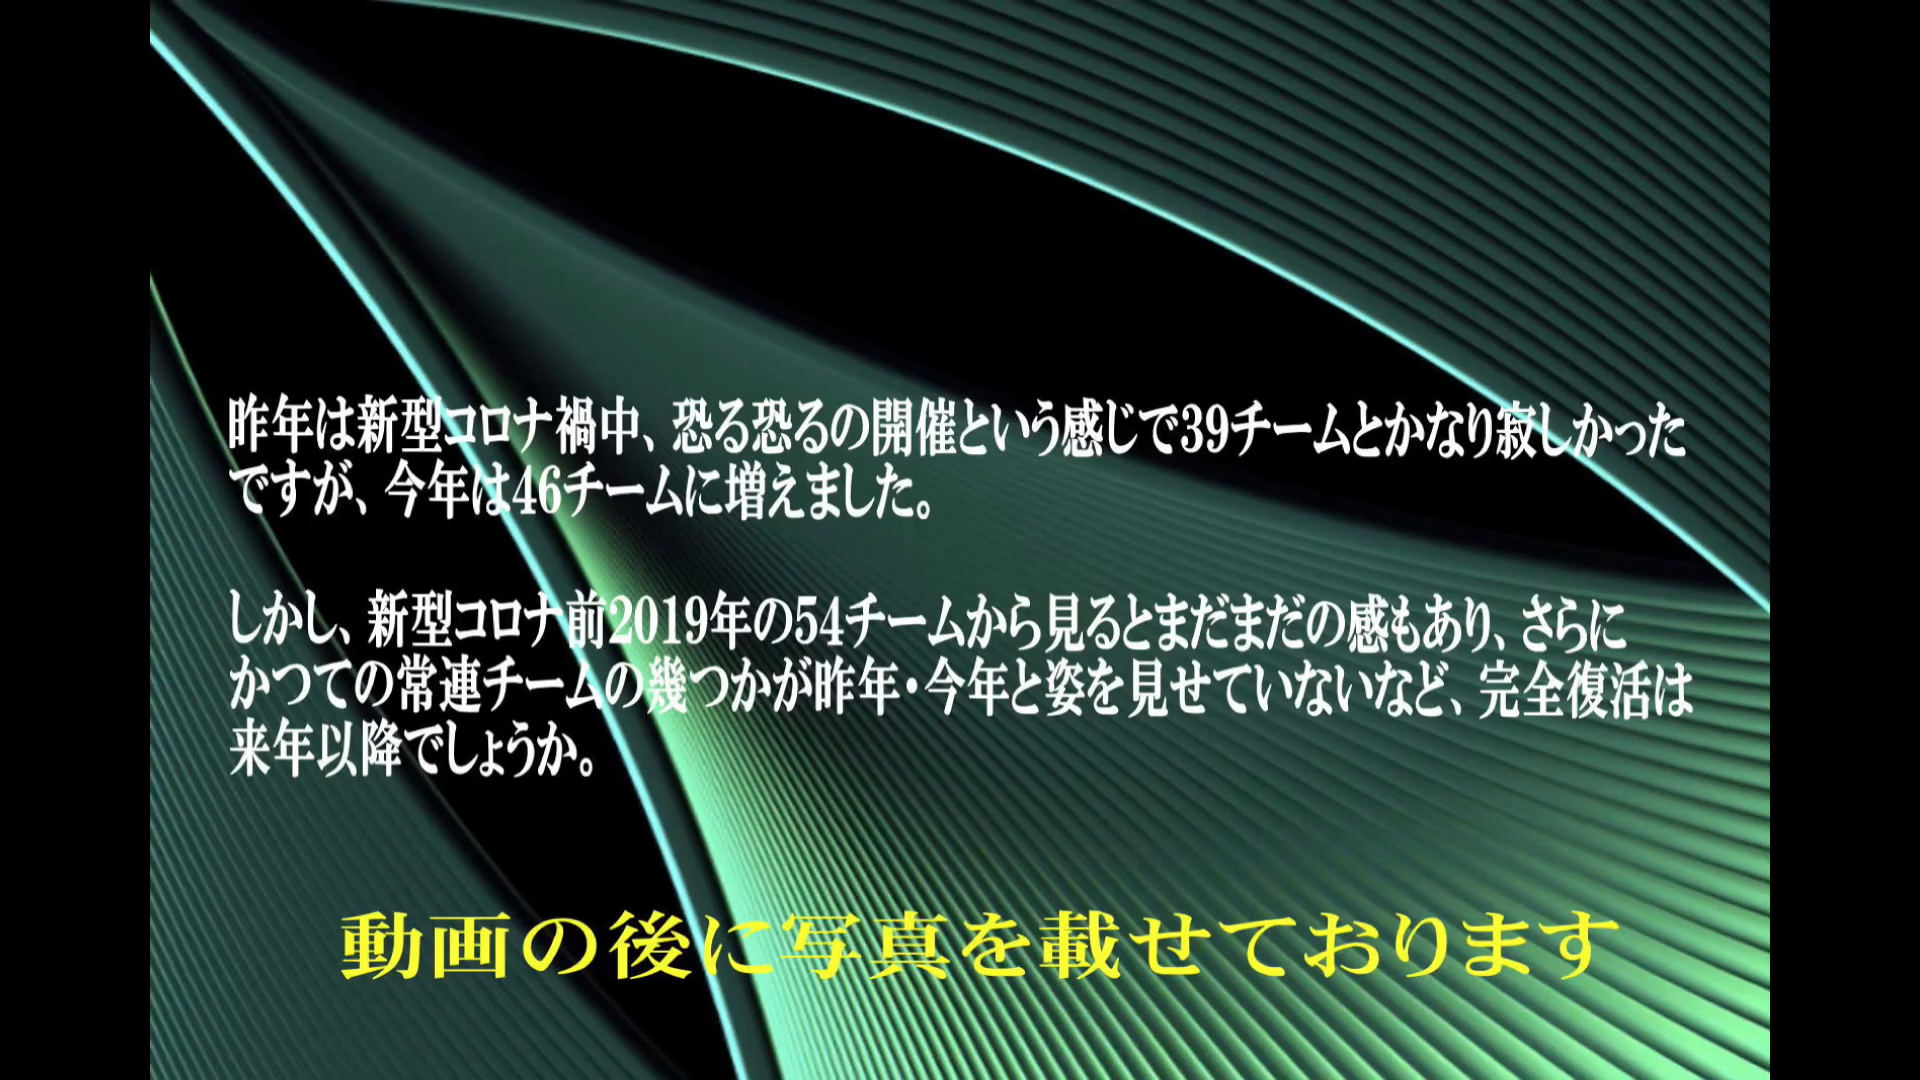 昨年は新型コロナ禍中、恐る恐るの開催という感じで39チームとかなり寂しかった
ですが、今年は46チームに増えました。
しかし、新型コロナ前2019年の54チームから見るとまだまだの感もあり、さらに
かつての常連チームの幾つかが昨年・今年と姿を見せていないなど、完全復活は
来年以降でしょうか。
動画の後に写真を載せております